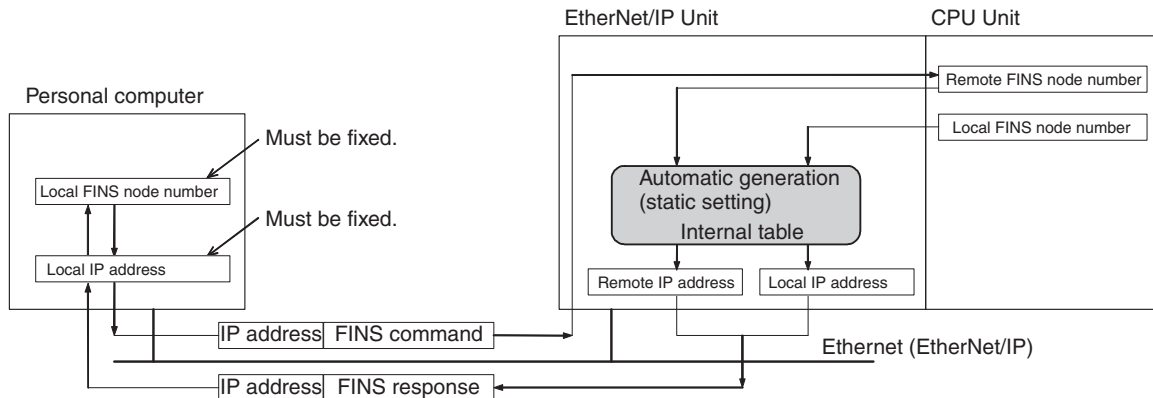 EtherNet/IP Unit
CPU Unit
Personal computer
Remote FINS node number
Must be fixed.
Local FINS node number
Local FINS node number
Automatic generation
(static setting)
Internal table
Must be fixed.
Local IP address
Remote IP address
Local IP address
IP address
FINS command
Ethernet (EtherNet/IP)
IP address
FINS response